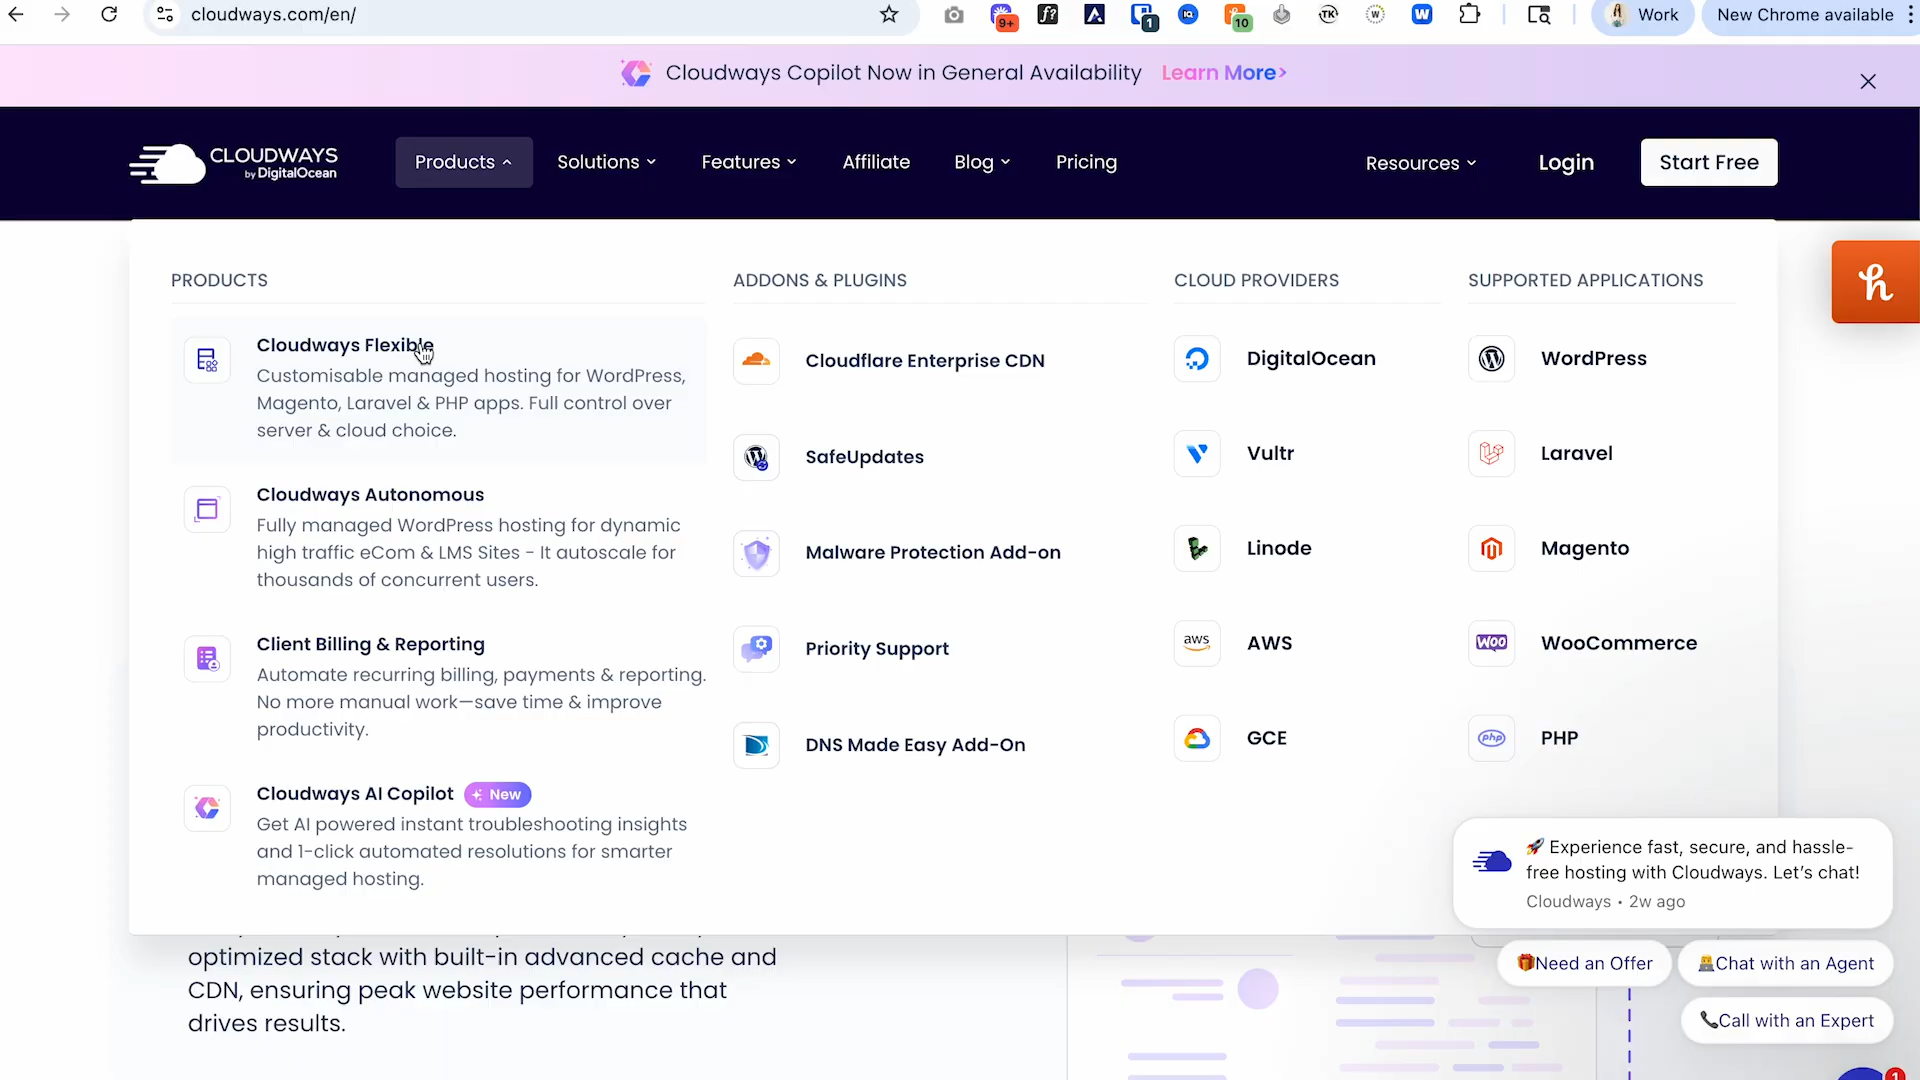 cloudways.com/en/
9+
f?
1
IQ
10
TK
W
W
Work
New Chrome available
Cloudways Copilot Now in General Availability Learn More>
CLOUDWAYS
by DigitalOcean
Products
Solutions
Features
Affiliate
Blog
Pricing
Resources
Login
Start Free
PRODUCTS
Cloudways Flexible
Customisable managed hosting for WordPress,
Magento, Laravel & PHP apps. Full control over
server & cloud choice.
Cloudways Autonomous
Fully managed WordPress hosting for dynamic
high traffic eCom & LMS Sites - It autoscale for
thousands of concurrent users.
Client Billing & Reporting
Automate recurring billing, payments & reporting.
No more manual work—save time & improve
productivity.
Cloudways AI Copilot New
Get AI powered instant troubleshooting insights
and 1-click automated resolutions for smarter
managed hosting.
ADDONS & PLUGINS
Cloudflare Enterprise CDN
SafeUpdates
Malware Protection Add-on
Priority Support
DNS Made Easy Add-On
CLOUD PROVIDERS
DigitalOcean
Vultr
Linode
aws
AWS
GCE
SUPPORTED APPLICATIONS
WordPress
Laravel
Magento
WOO
WooCommerce
php
PHP
h
🚀 Experience fast, secure, and hassle-
free hosting with Cloudways. Let's chat!
Cloudways • 2w ago
🎁Need an Offer
🧑‍💻Chat with an Agent
📞Call with an Expert
1
optimized stack with built-in advanced cache and
CDN, ensuring peak website performance that
drives results.